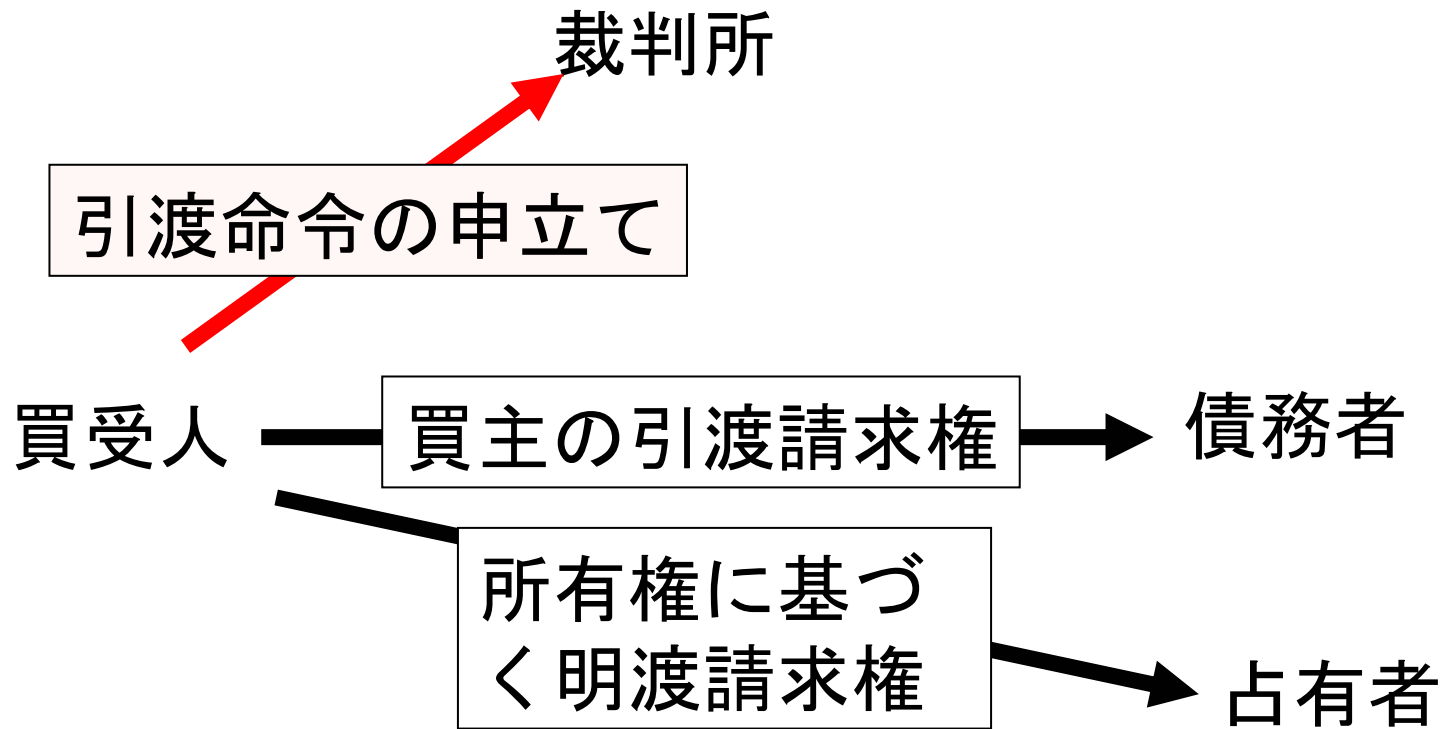 裁判所
引渡命令の申立て
買受人
買主の引渡請求権
債務者
所有権に基づ
く明渡請求権
占有者